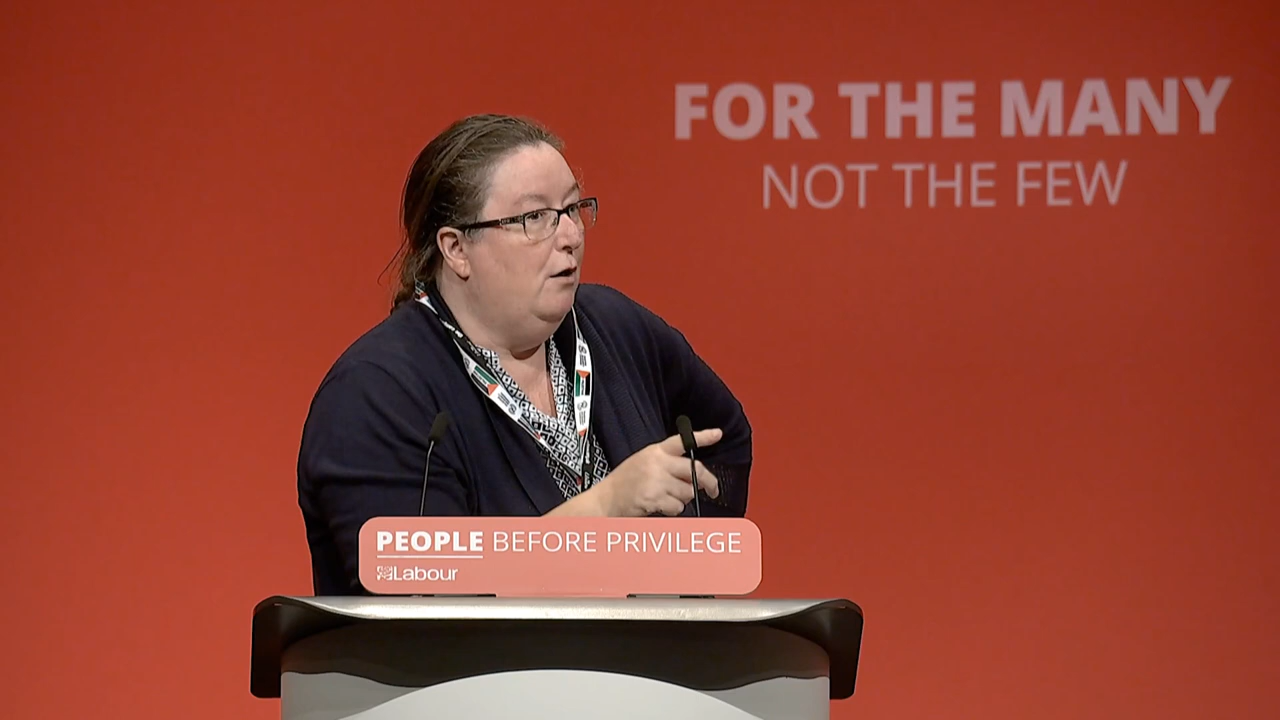 FOR THE MANY
NOT THE FEW
PEOPLE BEFORE PRIVILEGE
Labour